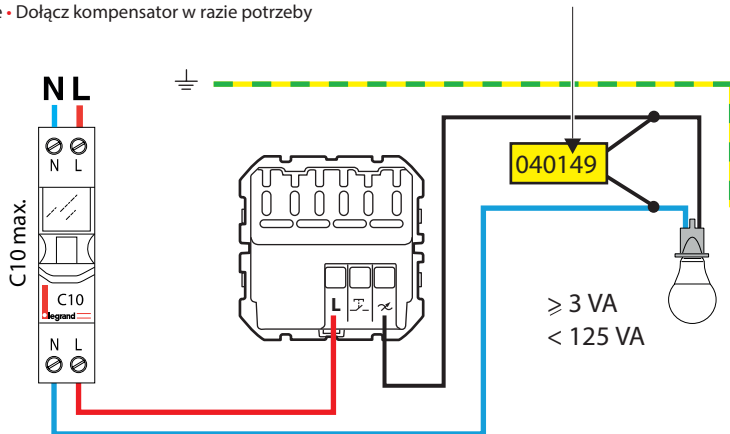 e • Dołącz kompensator w razie potrzeby
N L
N L
C10 max.
C10
legrand
N L
L
040149
⩾ 3 VA
< 125 VA